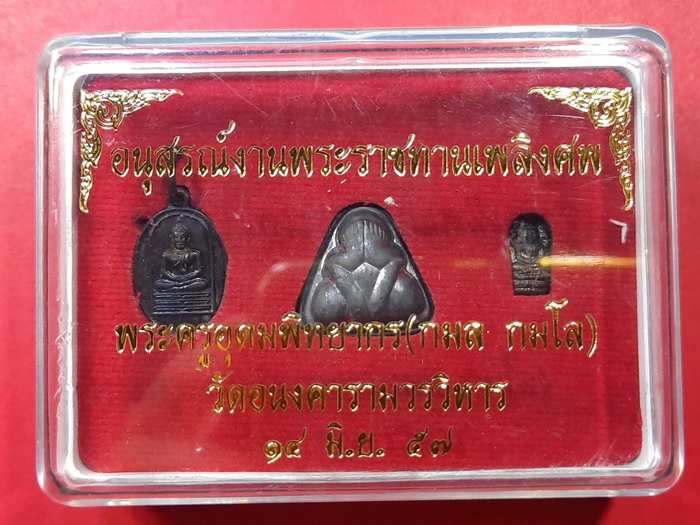 อนุสรณ์งานพระราชทานเพลิงศพ
พระครูอุดมพิทยากร(กมล กมโล)
วัดอนงคารามวรวิหาร
๑๔ มิ.ย. ๕๗